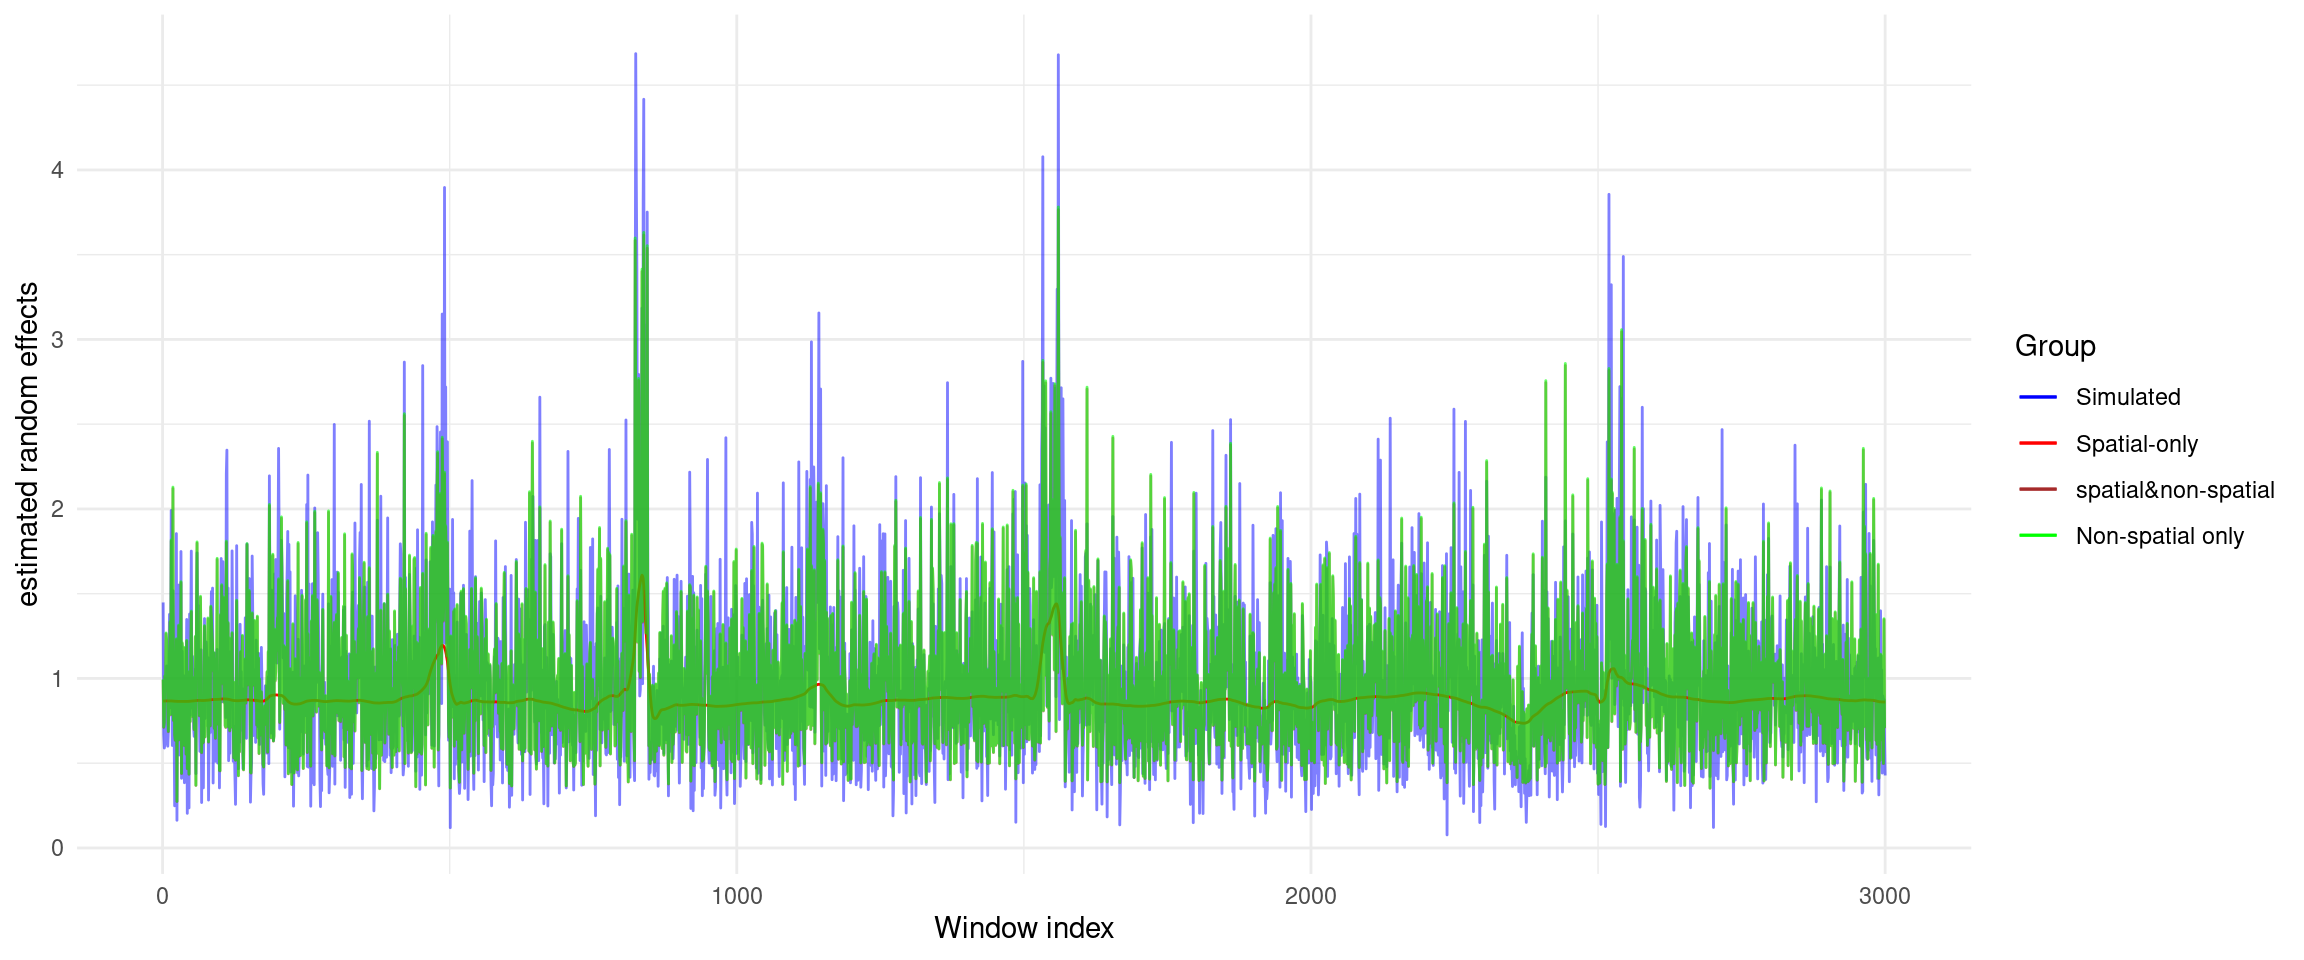 estimated random effects
4
3
2
1
0
0
1000
2000
3000
Window index
Group
Simulated
Spatial-only
spatial&non-spatial
Non-spatial only